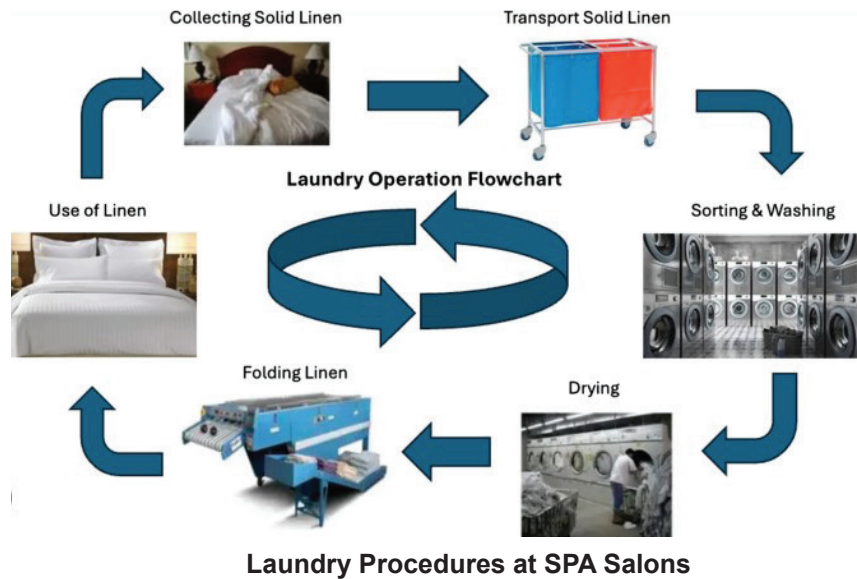 Collecting Solid Linen
Transport Solid Linen
Laundry Operation Flowchart
Use of Linen
Sorting & Washing
Folding Linen
Drying
Laundry Procedures at SPA Salons